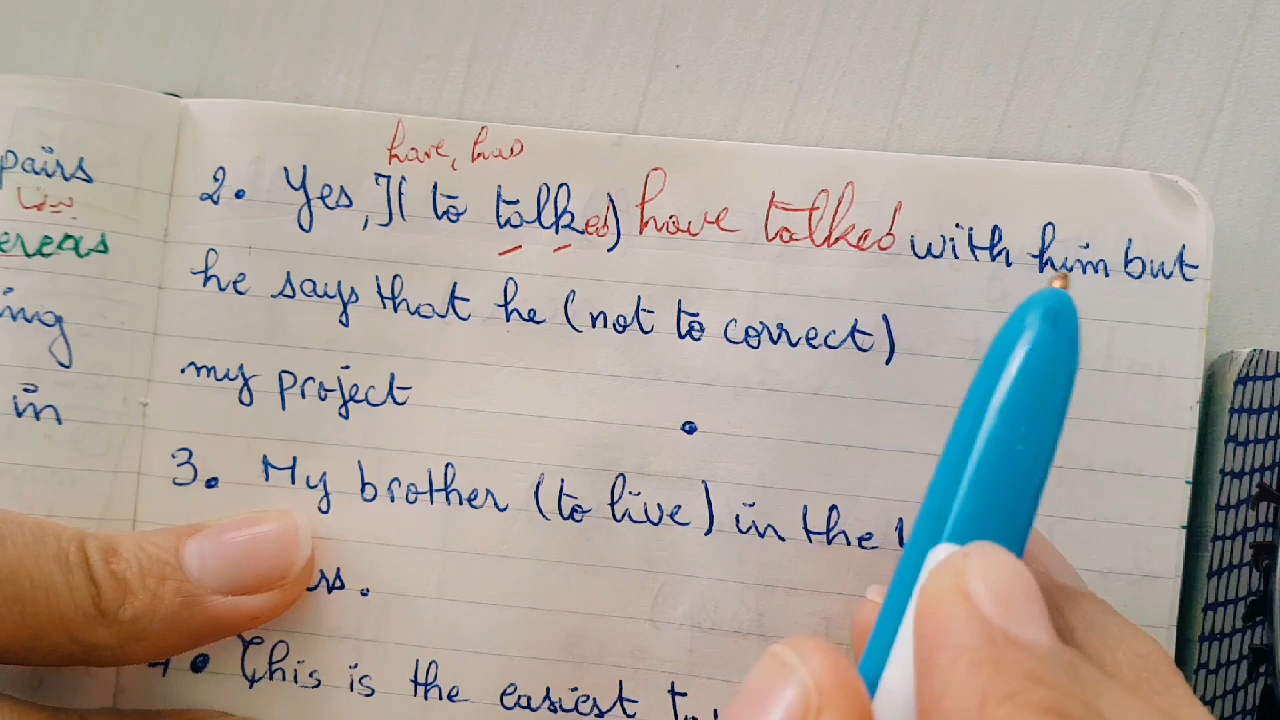 pairs
بينما
ereas
ing
in
have, has
2. Yes, I( to talked) have talked with him but
he says that he (not to correct)
my project
3. My brother (to live) in the
This is the easiest